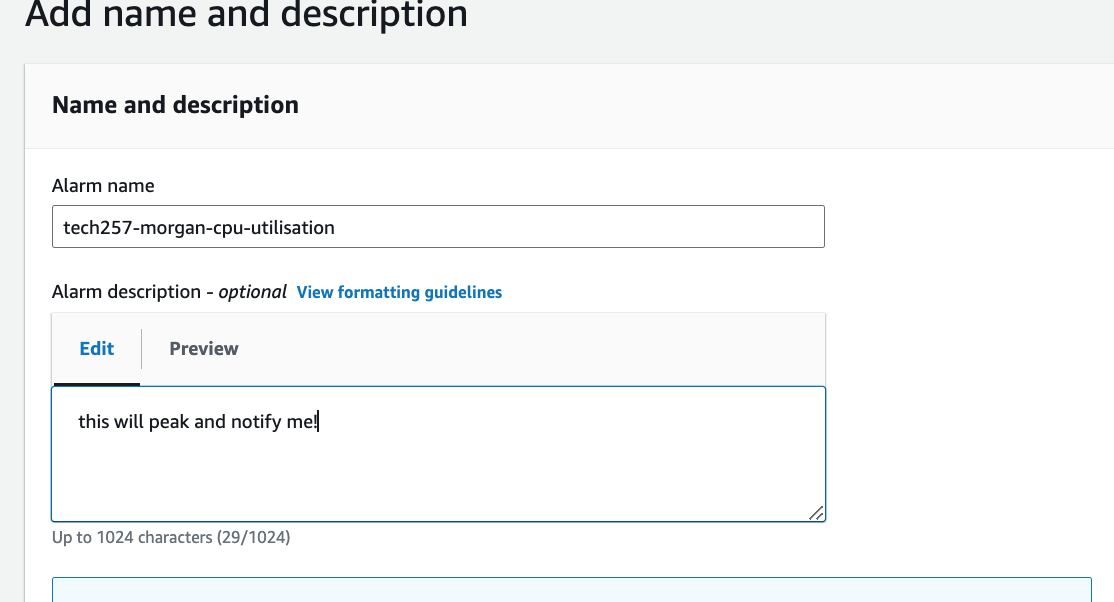 Add name and description
Name and description
Alarm name
tech257-morgan-cpu-utilisation
Alarm description - optional View formatting guidelines
Edit Preview
this will peak and notify me!
Up to 1024 characters (29/1024)